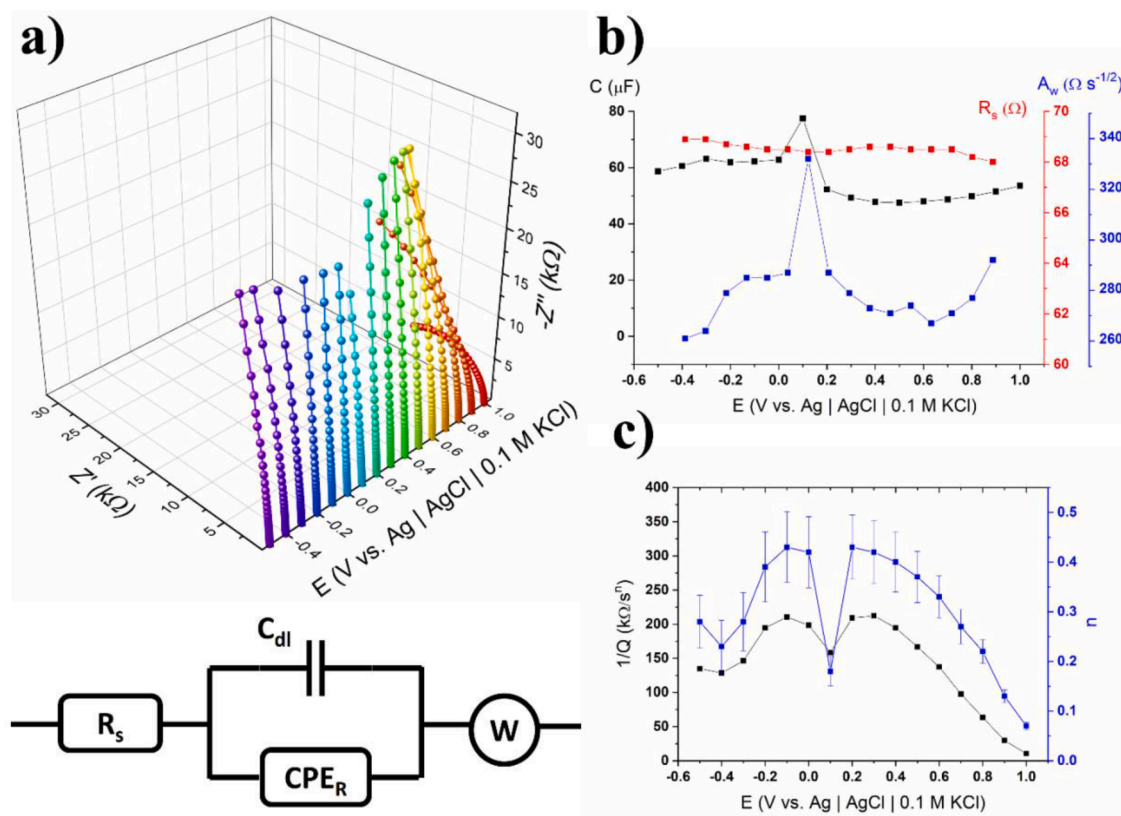 a)
30
25
20
15
10
5
-Z″ (kΩ)
30
25
20
15
10
5
Z' (kΩ)
-0.4
-0.2
0.0
0.2
0.4
0.6
0.8
1.0
E (V vs. Ag | AgCl | 0.1 M KCl)
C_dl
R_s
CPE_R
W
b)
C (μF)
A_w (Ω s^-1/2)
R_s (Ω)
80
60
40
20
0
70
68
66
64
62
60
340
320
300
280
260
-0.6 -0.4 -0.2 0.0 0.2 0.4 0.6 0.8 1.0
E (V vs. Ag | AgCl | 0.1 M KCl)
c)
400
350
300
250
200
150
100
50
0
1/Q (kΩ/s^n)
0.5
0.4
0.3
0.2
0.1
0.0
n
-0.6 -0.4 -0.2 0.0 0.2 0.4 0.6 0.8 1.0
E (V vs. Ag | AgCl | 0.1 M KCl)